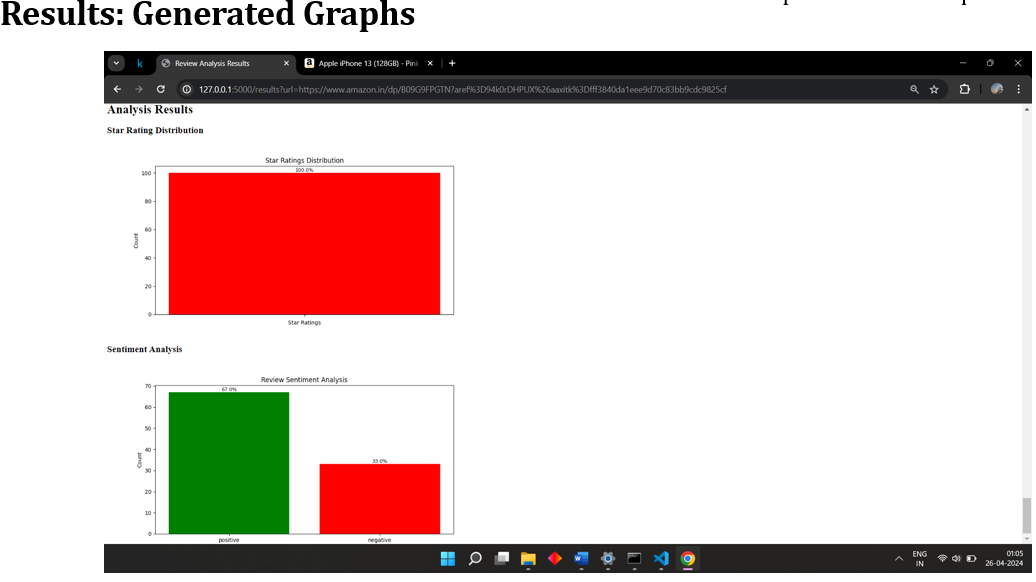 Results: Generated Graphs
k
Review Analysis Results
a Apple iPhone 13 (128GB) - Pink
127.0.0.1:5000/results?url=https://www.amazon.in/dp/B09G9FPGTN?aref%3D94k0rDHPUX%26aaxitk%3Dfff3840da1eee9d70c83bb9cdc9825cf
Analysis Results
Star Rating Distribution
Star Ratings Distribution
100.0%
100
80
60
40
20
0
Count
Star Ratings
Sentiment Analysis
Review Sentiment Analysis
67.0%
33.0%
70
60
50
40
30
20
10
0
Count
positive
negative
ENG
IN
01:05
26-04-2024